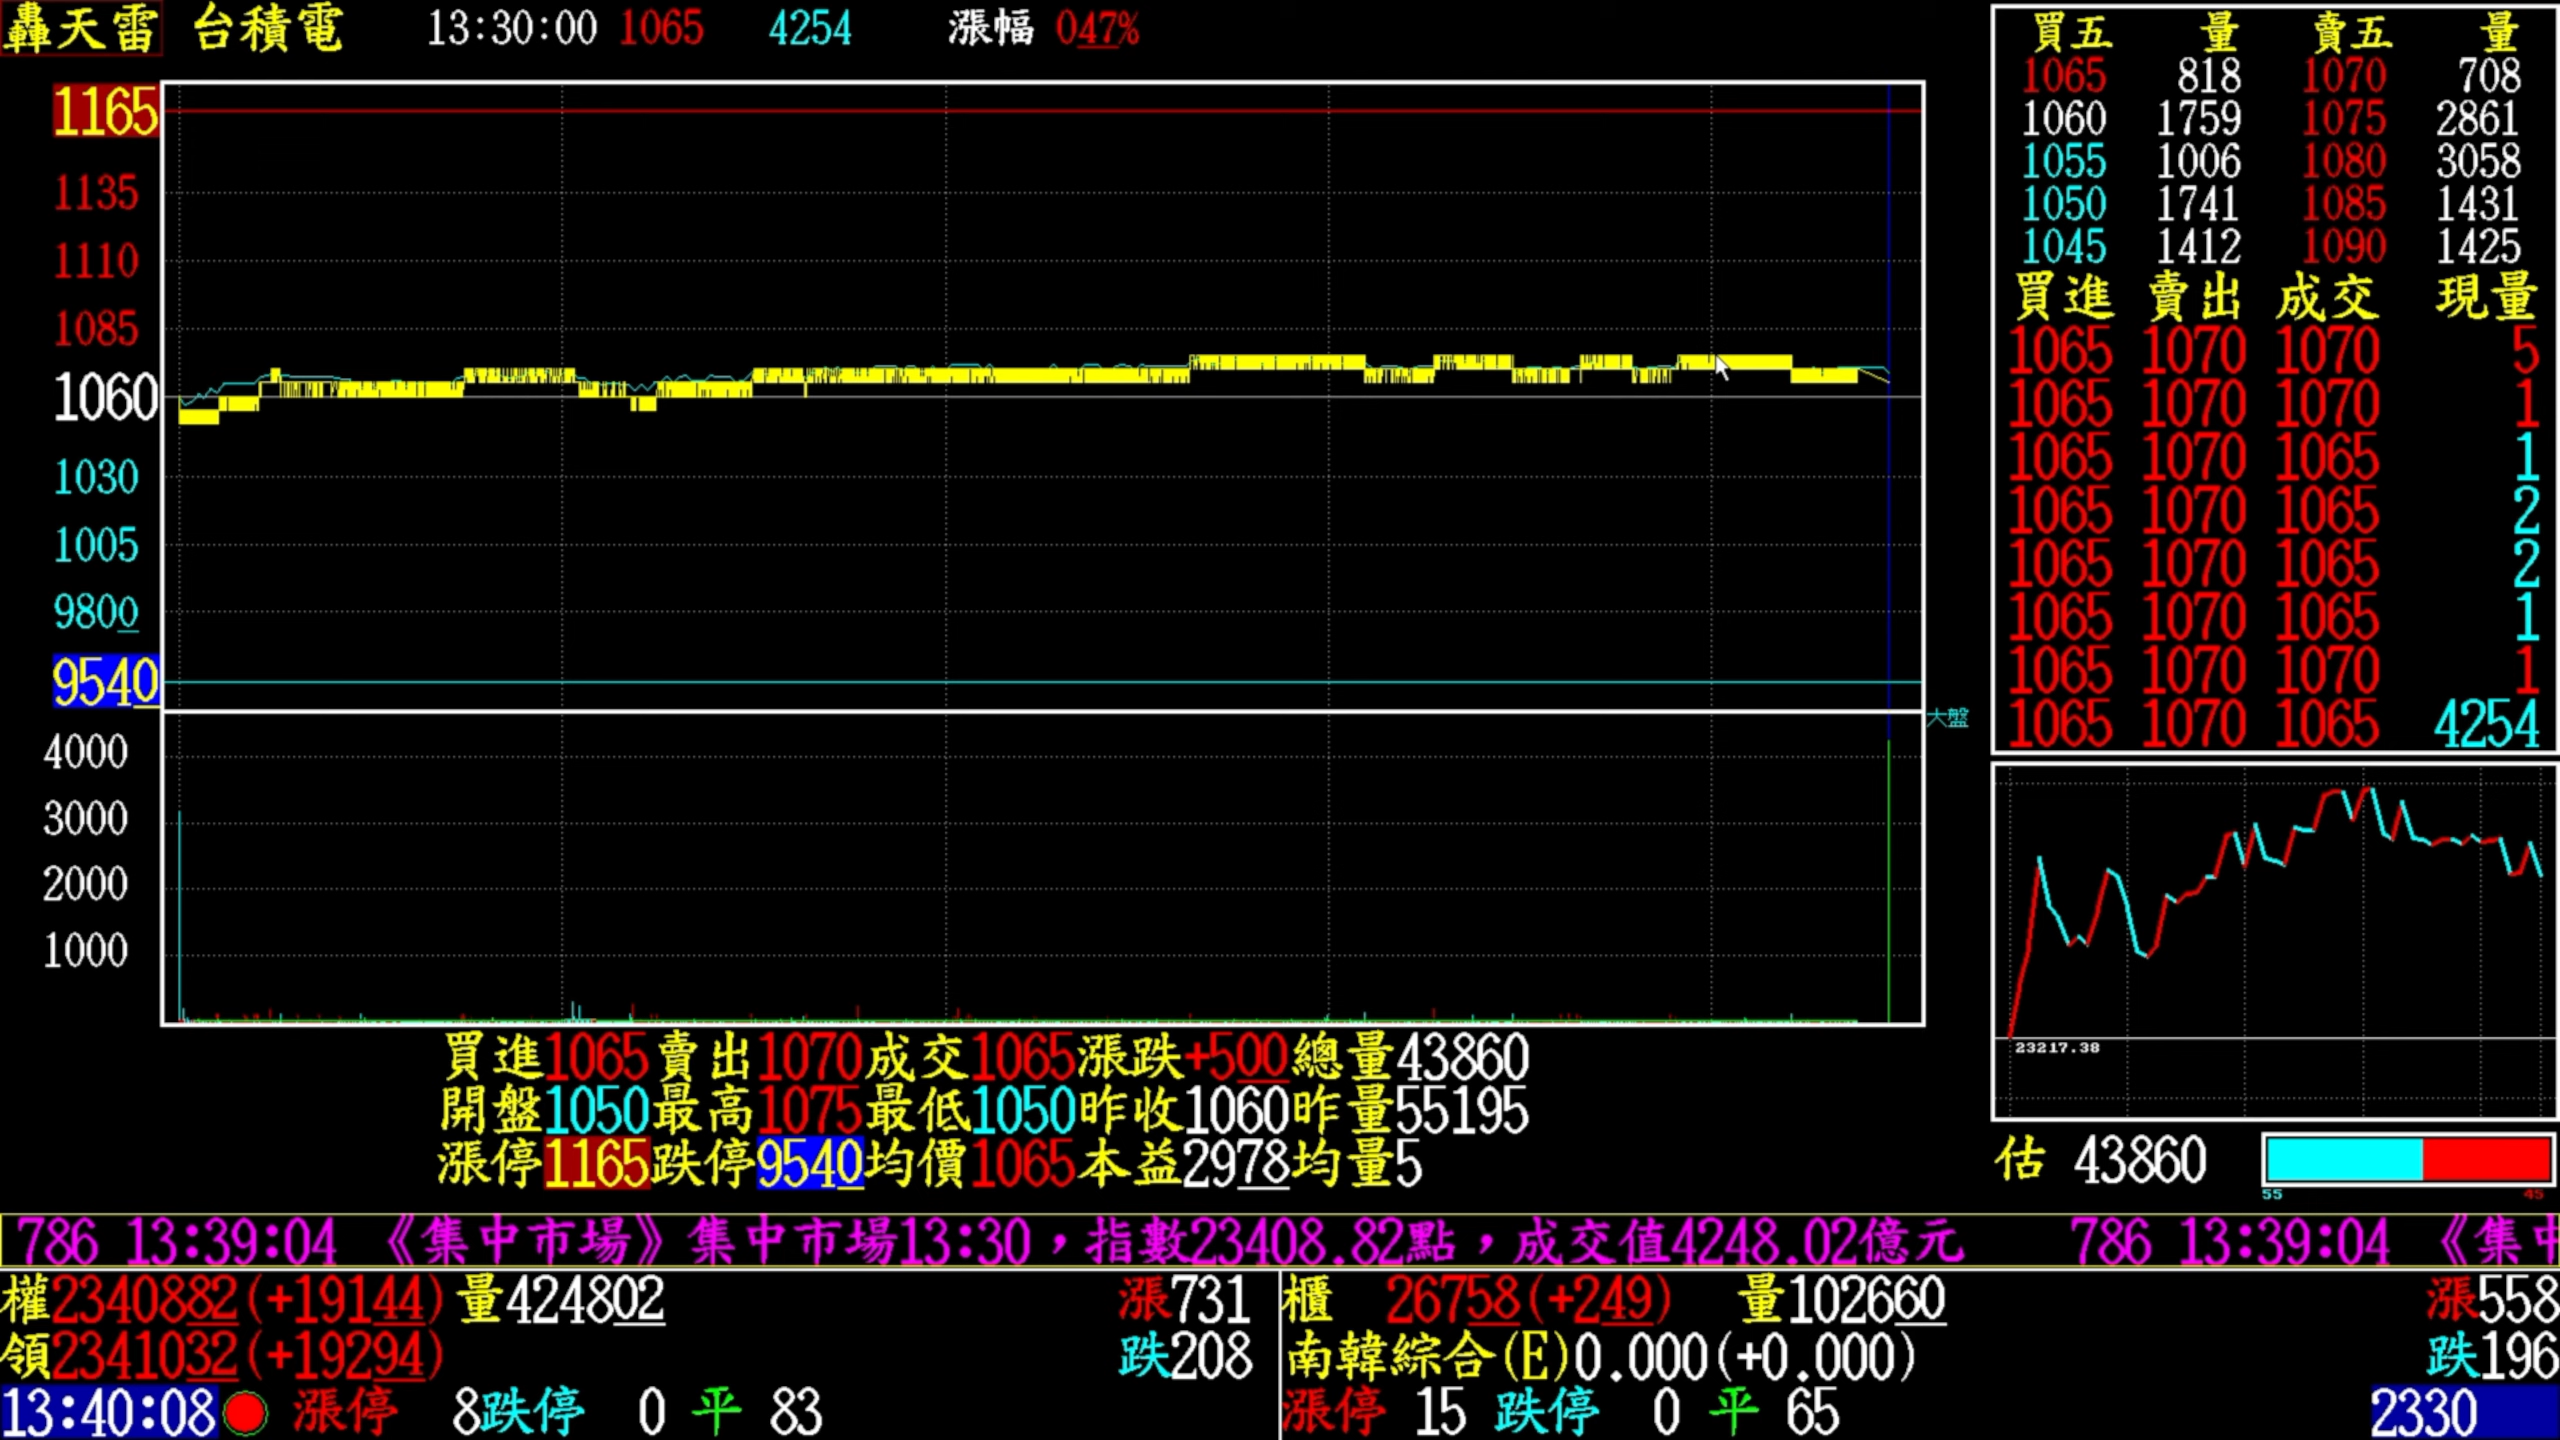 轟天雷 台積電 13:30:00 1065 4254 漲幅 047%
1165
1135
1110
1085
1060
1030
1005
9800
9540
大盤
4000
3000
2000
1000
買五 量 賣五 量
1065 818 1070 708
1060 1759 1075 2861
1055 1006 1080 3058
1050 1741 1085 1431
1045 1412 1090 1425
買進 賣出 成交 現量
1065 1070 1070 5
1065 1070 1070 1
1065 1070 1065 1
1065 1070 1065 2
1065 1070 1065 2
1065 1070 1065 1
1065 1070 1070 1
1065 1070 1065 4254
23217.38
估 43860
55 45
買進1065賣出1070成交1065漲跌+500總量43860
開盤1050最高1075最低1050昨收1060昨量55195
漲停1165跌停9540均價1065本益2978均量5
786 13:39:04 《集中市場》集中市場13:30，指數23408.82點，成交值4248.02億元 786 13:39:04 《集中
權2340882(+19144) 量424802 漲731
領2341032(+19294) 跌208
13:40:08 漲停 8跌停 0 平 83
櫃 26758(+249) 量102660 漲558
南韓綜合(E)0.000(+0.000) 跌196
漲停 15 跌停 0 平 65 2330